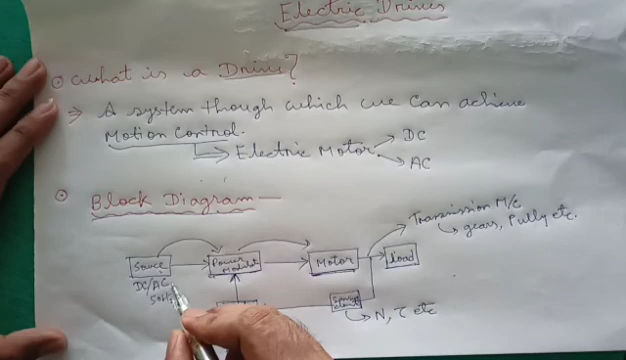 Electric Drives
What is a Drive?
⇒ A system though which we can achieve
Motion Control.
→ Electric Motor → DC
→ AC
Block Diagram —
Transmission M/c
↳ gears, Pully etc.
Source
Power
Motor
Load
DC/AC
↳ N, T etc